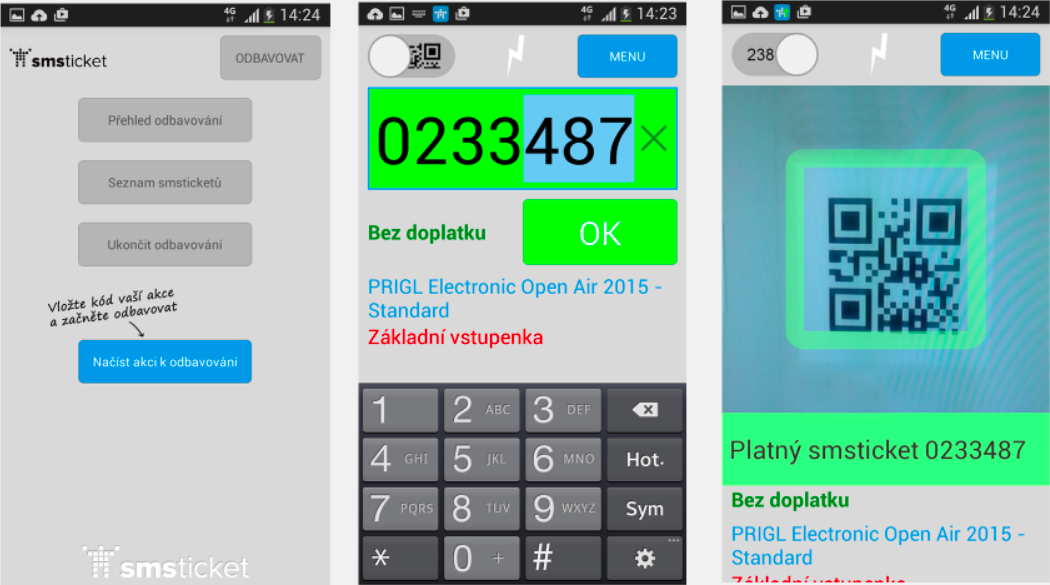 4G 14:24
smsticket
ODBAVOVAT
Přehled odbavování
Seznam smsticketů
Ukončit odbavování
Vložte kód vaší akce
a začněte odbavovat
Načíst akci k odbavování
smsticket
4G 14:23
MENU
0233487
Bez doplatku
OK
PRIGL Electronic Open Air 2015 -
Standard
Základní vstupenka
1 2 ABC 3 DEF
4 GHI 5 JKL 6 MNO Hot.
7 PQRS 8 TUV 9 WXYZ Sym
* 0 + # ...
4G 14:24
238
MENU
Platný smsticket 0233487
Bez doplatku
PRIGL Electronic Open Air 2015 -
Standard
Základní vstupenka